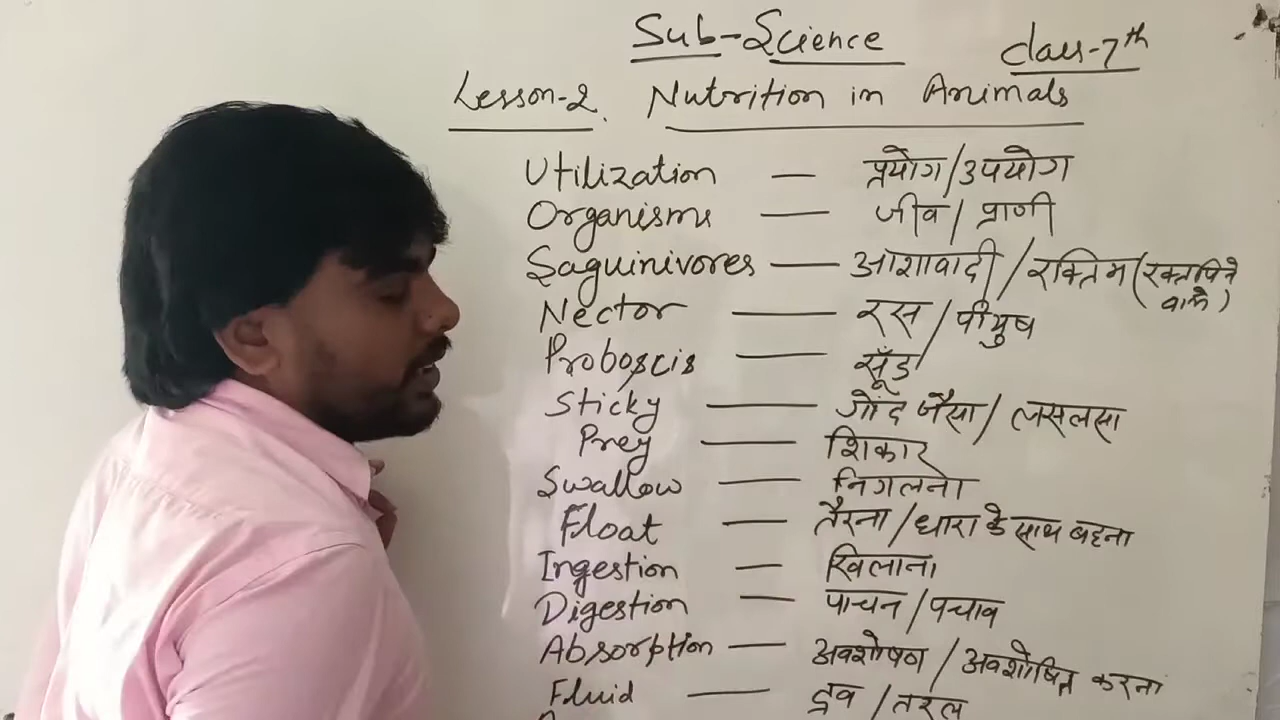 Sub-Science Class-7th
Lesson-2. Nutrition in Animals
Utilization — प्रयोग/उपयोग
Organisms — जीव/प्राणी
Saguinivores — आशावादी/रक्तिम(रक्तपिने वाले)
Nector — रस/पीयुष
Proboscis — सूँड
Sticky — गोंद जैसा/लसलसा
Prey — शिकार
Swallow — निगलना
Float — तैरना/धारा के साथ बहना
Ingestion — खिलाना
Digestion — पाचन/पचाव
Absorption — अवशोषण/अवशोषित करना
Fluid — द्रव/तरल